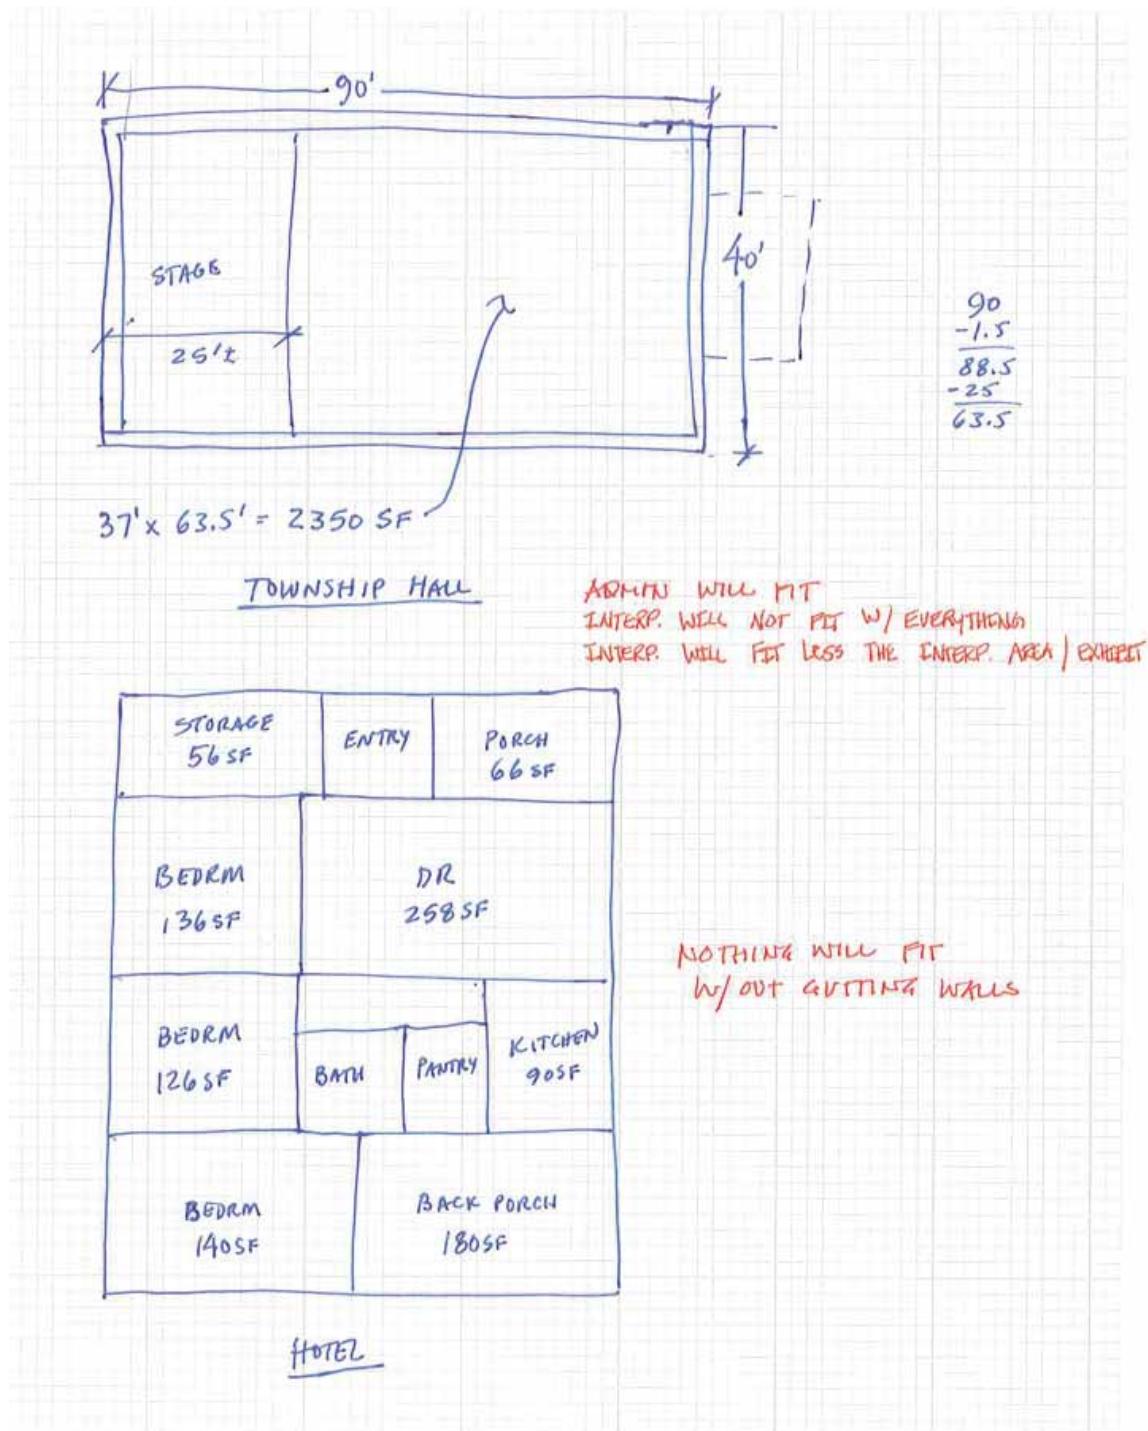 90'
STAGE
25'±
40'
90
-1.5
88.5
-25
63.5
37' x 63.5' = 2350 SF
TOWNSHIP HALL
ADMIN WILL FIT
INTERP. WILL NOT FIT W/ EVERYTHING
INTERP. WILL FIT LESS THE INTERP. AREA / EXHIBIT
STORAGE
56 SF
ENTRY
PORCH
66 SF
BEDRM
136 SF
DR
258 SF
NOTHING WILL FIT
W/ OUT GUTTING WALLS
BEDRM
126 SF
BATH
PANTRY
KITCHEN
90 SF
BEDRM
140 SF
BACK PORCH
180 SF
HOTEL